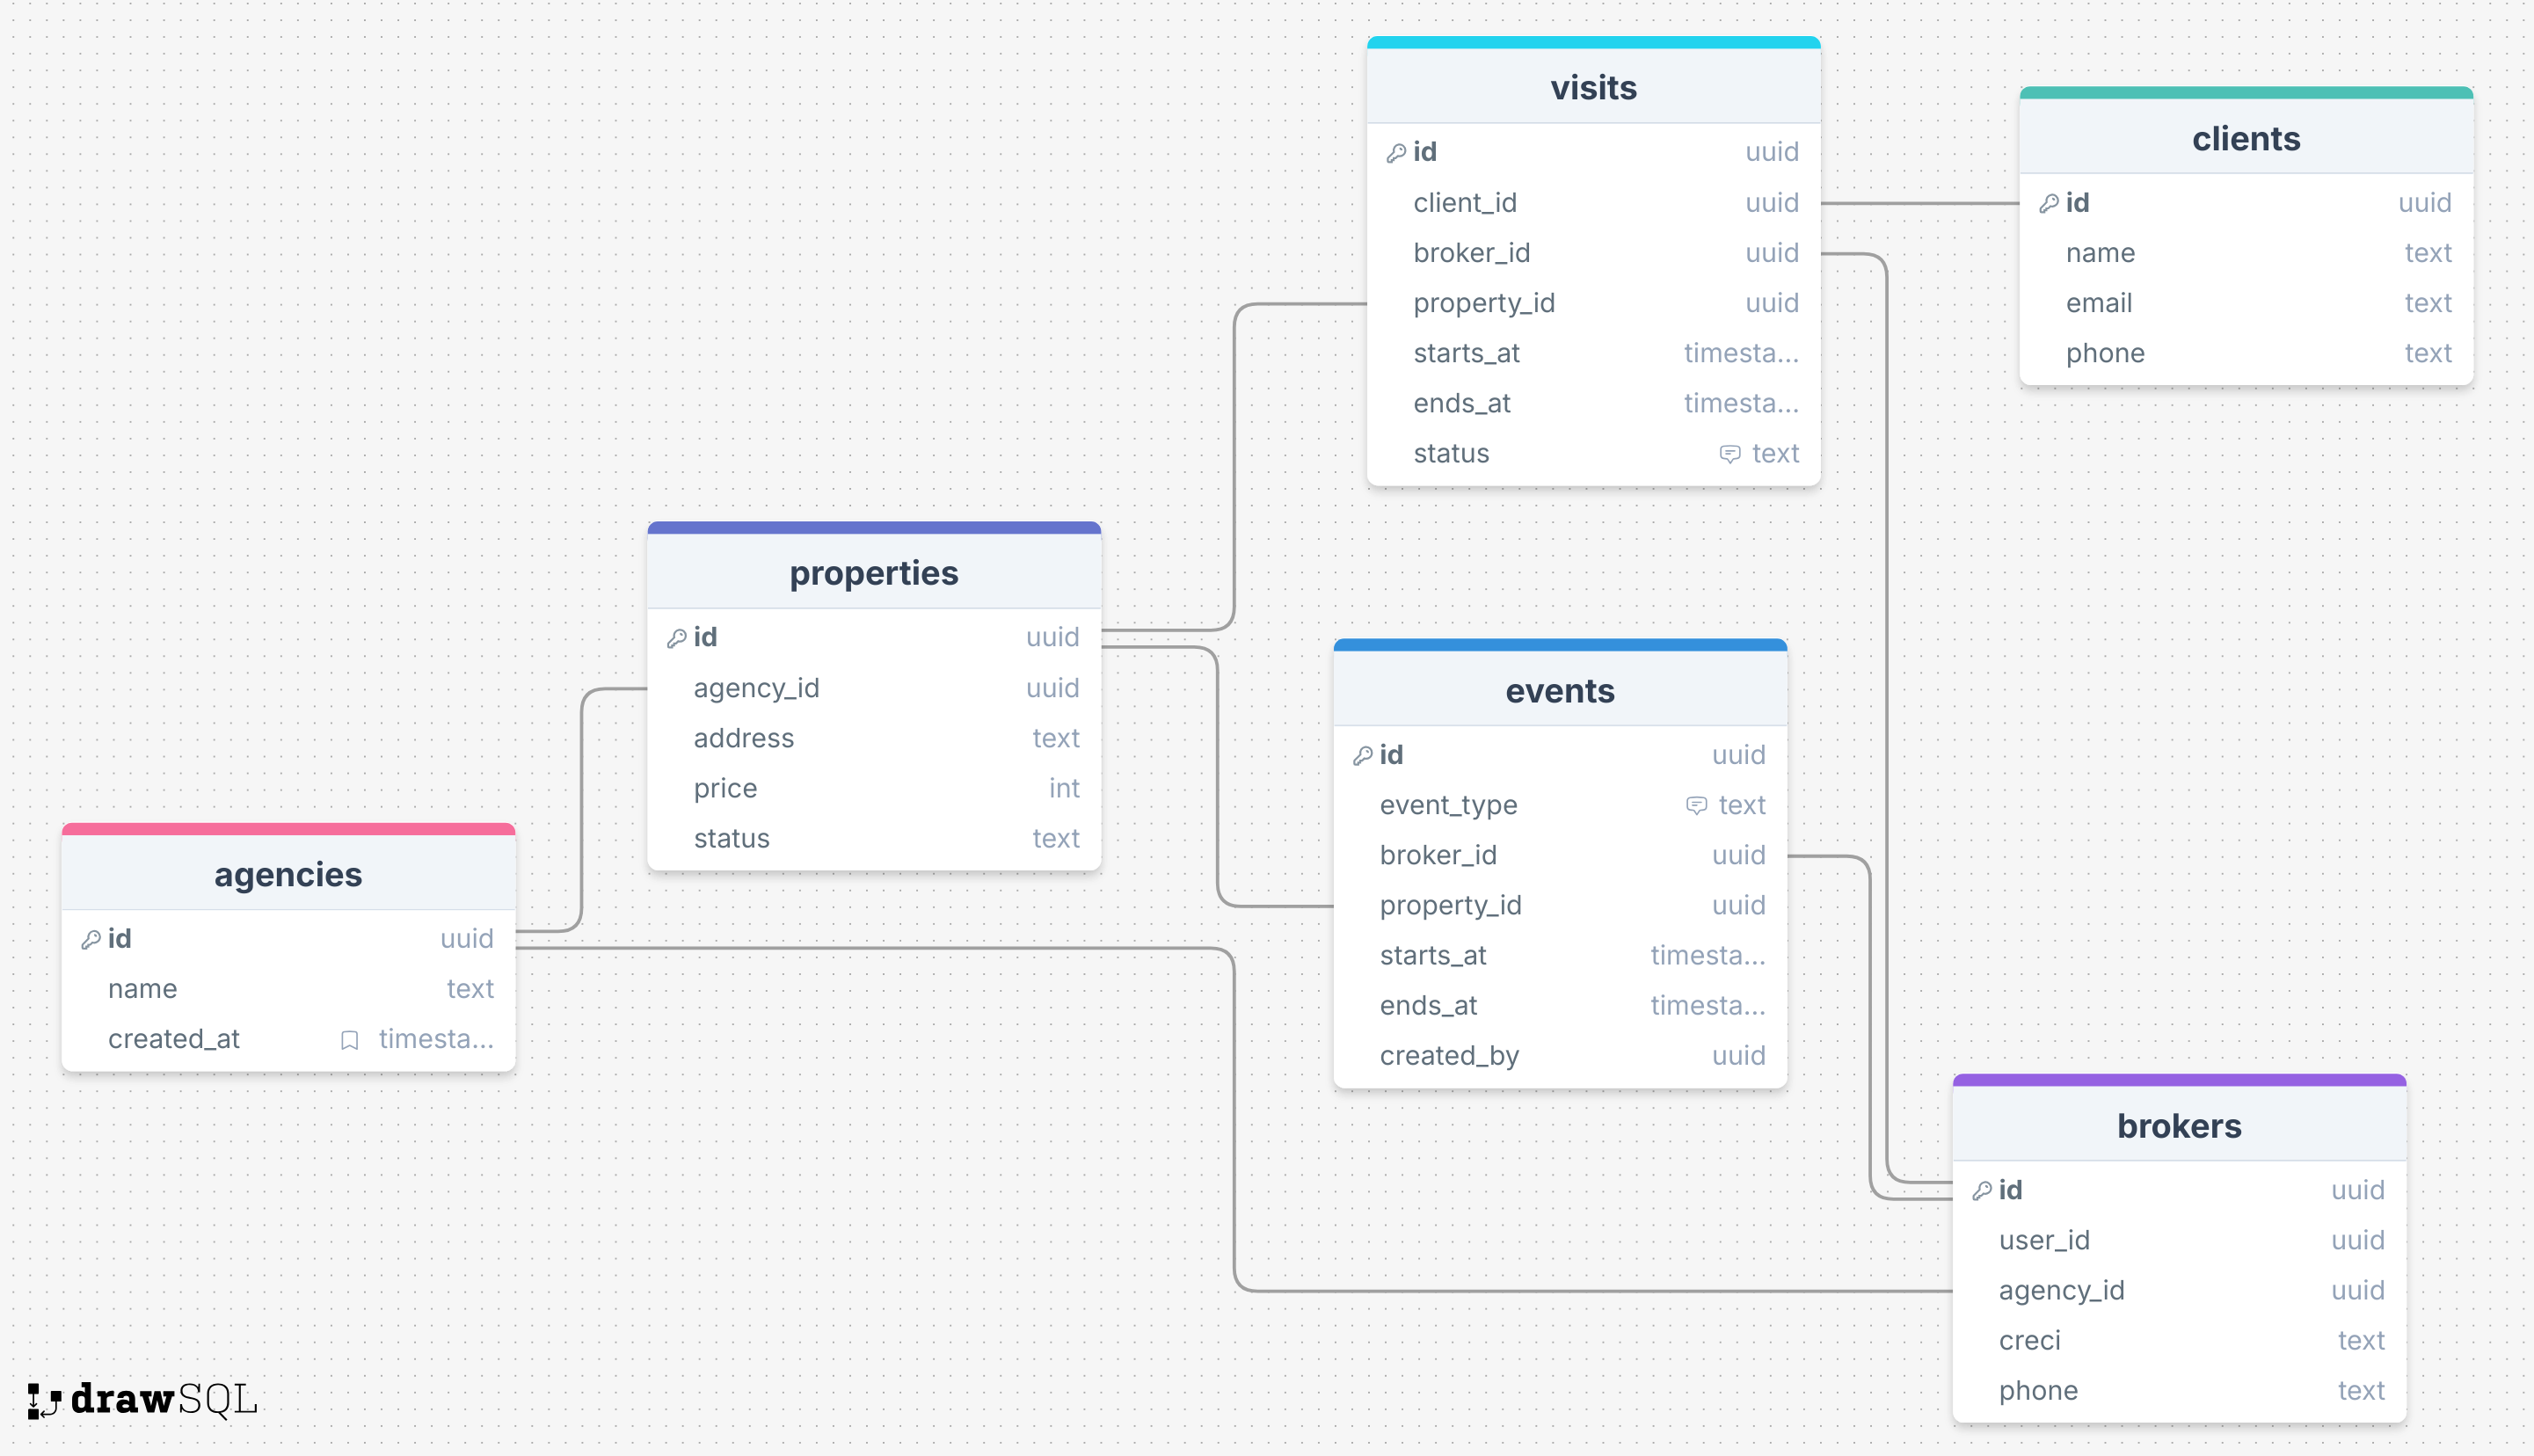 visits
id uuid
client_id uuid
broker_id uuid
property_id uuid
starts_at timesta...
ends_at timesta...
status text
clients
id uuid
name text
email text
phone text
properties
id uuid
agency_id uuid
address text
price int
status text
events
id uuid
event_type text
broker_id uuid
property_id uuid
starts_at timesta...
ends_at timesta...
created_by uuid
agencies
id uuid
name text
created_at timesta...
brokers
id uuid
user_id uuid
agency_id uuid
creci text
phone text
drawSQL